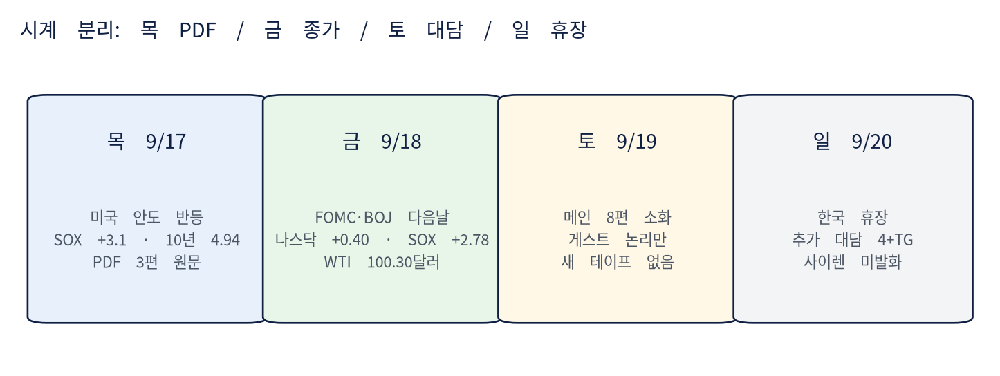 시계 분리: 목 PDF / 금 종가 / 토 대담 / 일 휴장
목 9/17
미국 안도 반등
SOX +3.1 · 10년 4.94
PDF 3편 원문
금 9/18
FOMC·BOJ 다음날
나스닥 +0.40 · SOX +2.78
WTI 100.30달러
토 9/19
메인 8편 소화
게스트 논리만
새 테이프 없음
일 9/20
한국 휴장
추가 대담 4+TG
사이렌 미발화